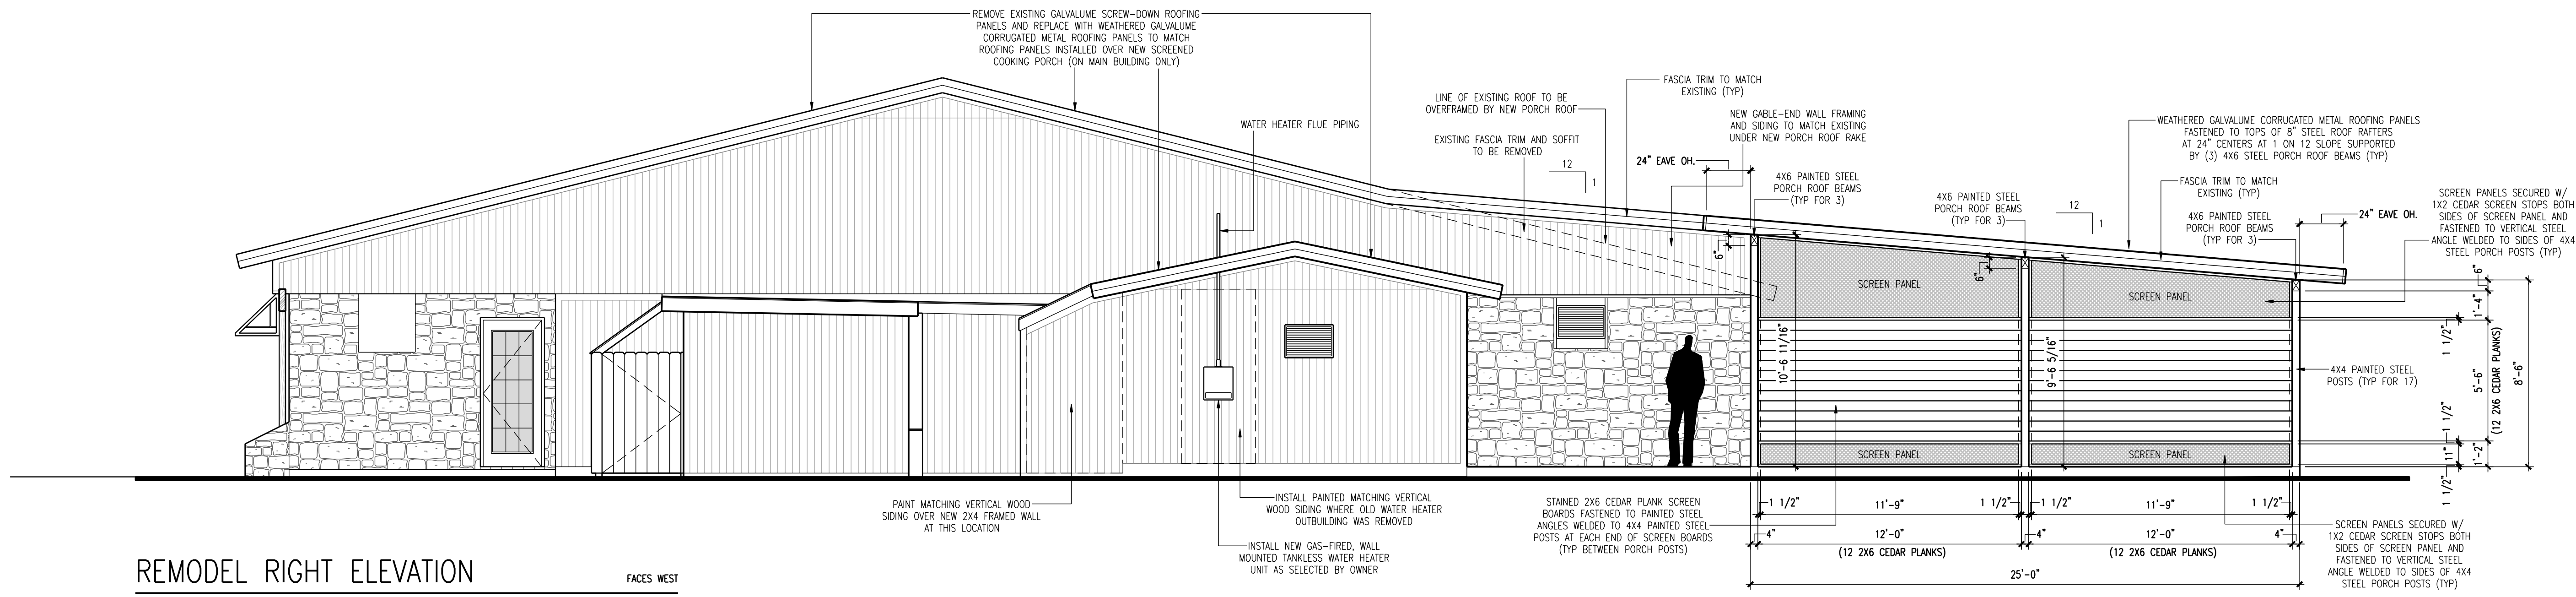 REMOVE EXISTING GALVALUME SCREW-DOWN ROOFING
PANELS AND REPLACE WITH WEATHERED GALVALUME
CORRUGATED METAL ROOFING PANELS TO MATCH
ROOFING PANELS INSTALLED OVER NEW SCREENED
COOKING PORCH (ON MAIN BUILDING ONLY)
WATER HEATER FLUE PIPING
LINE OF EXISTING ROOF TO BE
OVERFRAMED BY NEW PORCH ROOF
EXISTING FASCIA TRIM AND SOFFIT
TO BE REMOVED
12
1
FASCIA TRIM TO MATCH
EXISTING (TYP)
NEW GABLE-END WALL FRAMING
AND SIDING TO MATCH EXISTING
UNDER NEW PORCH ROOF RAKE
24" EAVE OH.
4X6 PAINTED STEEL
PORCH ROOF BEAMS
(TYP FOR 3)
4X6 PAINTED STEEL
PORCH ROOF BEAMS
(TYP FOR 3)
12
1
WEATHERED GALVALUME CORRUGATED METAL ROOFING PANELS
FASTENED TO TOPS OF 8" STEEL ROOF RAFTERS
AT 24" CENTERS AT 1 ON 12 SLOPE SUPPORTED
BY (3) 4X6 STEEL PORCH ROOF BEAMS (TYP)
FASCIA TRIM TO MATCH
EXISTING (TYP)
4X6 PAINTED STEEL
PORCH ROOF BEAMS
(TYP FOR 3)
24" EAVE OH.
SCREEN PANELS SECURED W/
1X2 CEDAR SCREEN STOPS BOTH
SIDES OF SCREEN PANEL AND
FASTENED TO VERTICAL STEEL
ANGLE WELDED TO SIDES OF 4X4
STEEL PORCH POSTS (TYP)
6"
6"
SCREEN PANEL
SCREEN PANEL
10'-6 11/16"
9'-6 5/16"
SCREEN PANEL
SCREEN PANEL
6"
1'-4"
1 1/2"
5'-6"
(12 2X6 CEDAR PLANKS)
8'-6"
1 1/2"
11"
1'-2"
1 1/2"
4X4 PAINTED STEEL
POSTS (TYP FOR 17)
PAINT MATCHING VERTICAL WOOD
SIDING OVER NEW 2X4 FRAMED WALL
AT THIS LOCATION
INSTALL PAINTED MATCHING VERTICAL
WOOD SIDING WHERE OLD WATER HEATER
OUTBUILDING WAS REMOVED
INSTALL NEW GAS-FIRED, WALL
MOUNTED TANKLESS WATER HEATER
UNIT AS SELECTED BY OWNER
STAINED 2X6 CEDAR PLANK SCREEN
BOARDS FASTENED TO PAINTED STEEL
ANGLES WELDED TO 4X4 PAINTED STEEL
POSTS AT EACH END OF SCREEN BOARDS
(TYP BETWEEN PORCH POSTS)
1 1/2" 11'-9" 1 1/2" 1 1/2" 11'-9" 1 1/2"
4" 12'-0" 4" 12'-0" 4"
(12 2X6 CEDAR PLANKS) (12 2X6 CEDAR PLANKS)
25'-0"
SCREEN PANELS SECURED W/
1X2 CEDAR SCREEN STOPS BOTH
SIDES OF SCREEN PANEL AND
FASTENED TO VERTICAL STEEL
ANGLE WELDED TO SIDES OF 4X4
STEEL PORCH POSTS (TYP)
REMODEL RIGHT ELEVATION
FACES WEST